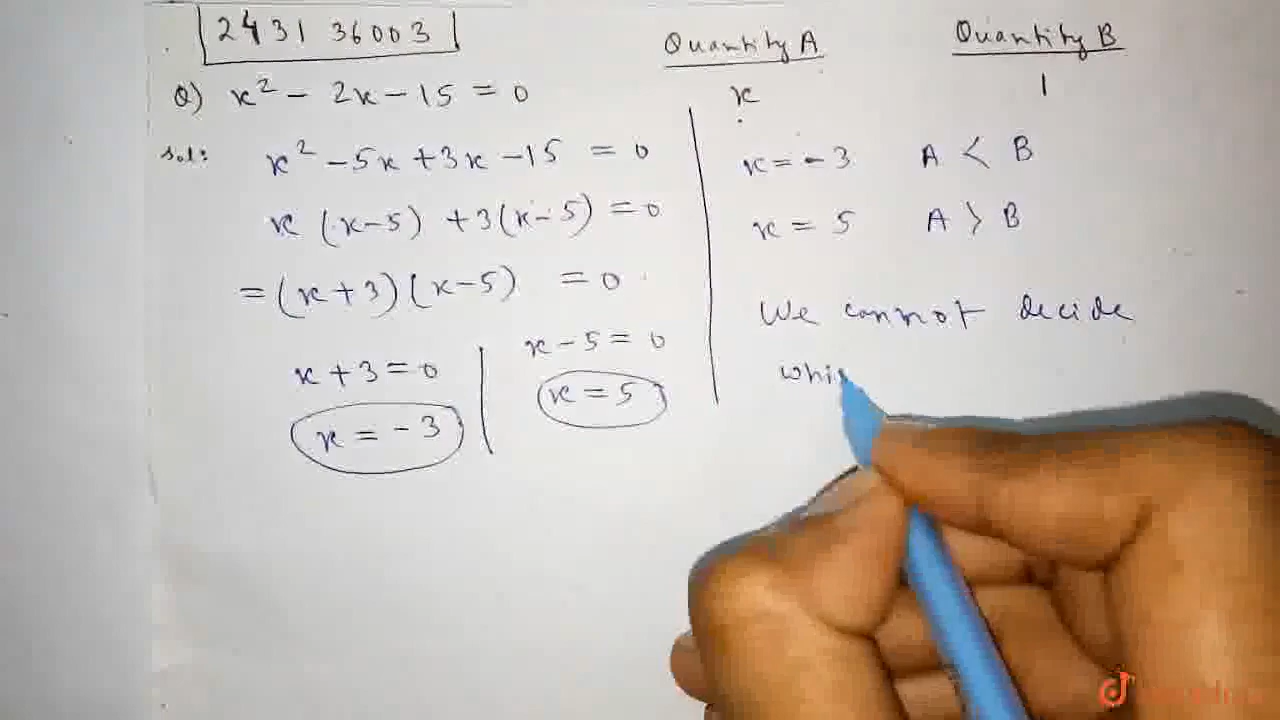 2431 36003
Quantity A
Quantity B
Q) x² - 2x - 15 = 0
x
1
Sol:
x² - 5x + 3x - 15 = 0
x (x-5) + 3(x-5) = 0
= (x+3)(x-5) = 0
x + 3 = 0
x = -3
x - 5 = 0
x = 5
x = -3 A < B
x = 5 A > B
We cannot decide
whi